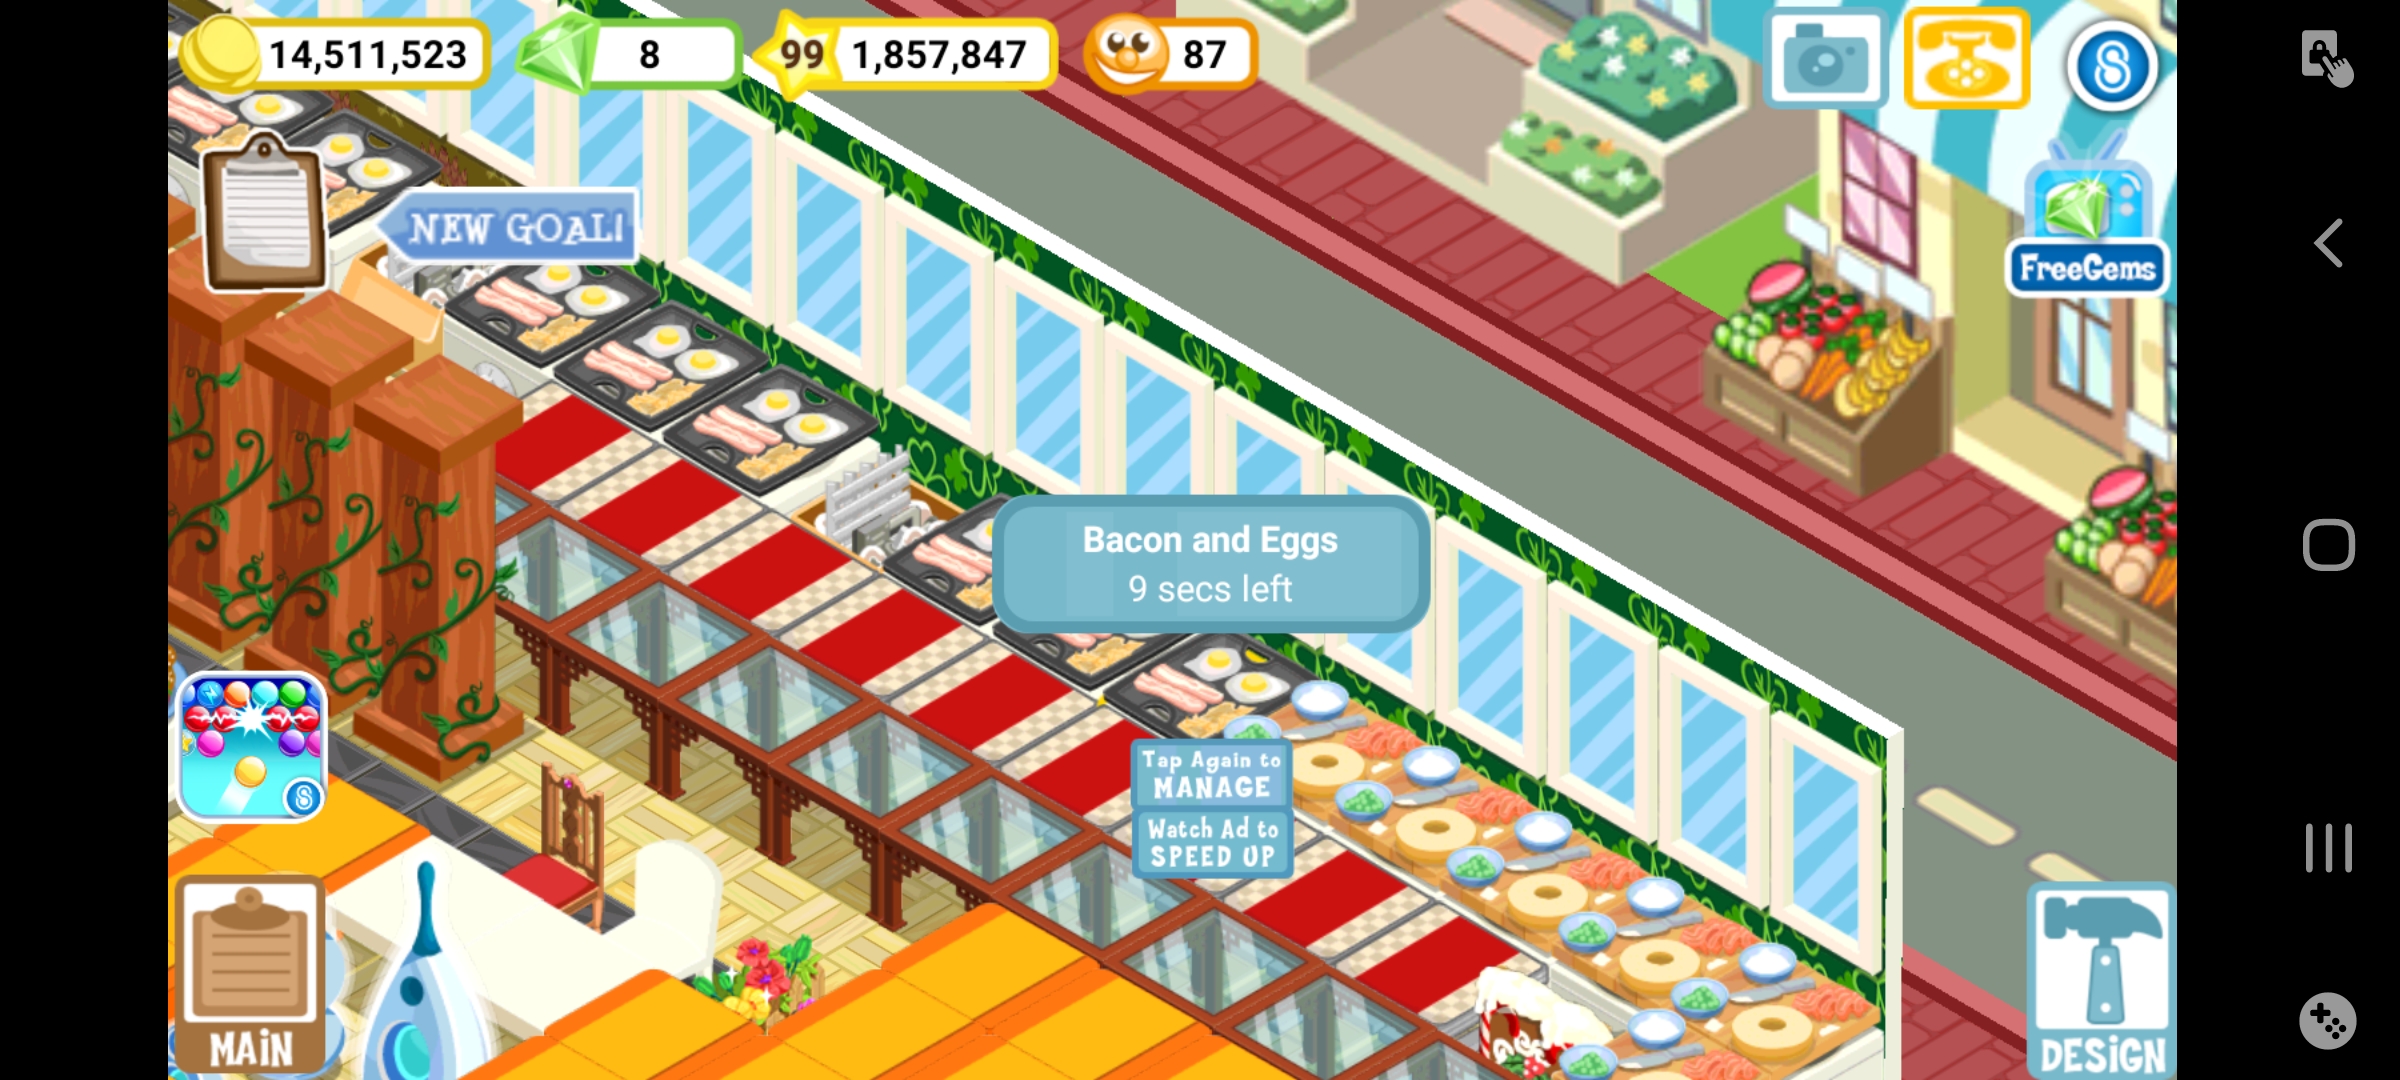 14,511,523
8
99 1,857,847
87
NEW GOAL!
FreeGems
Bacon and Eggs
9 secs left
Tap Again to
MANAGE
Watch Ad to
SPEED UP
MAIN
DESIGN